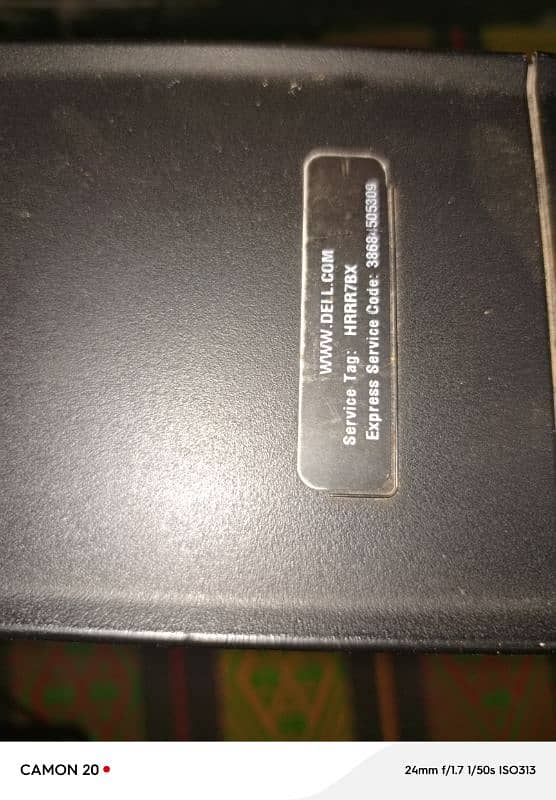 WWW.DELL.COM
Service Tag: HRRR7BX
Express Service Code: 38684505309
CAMON 20
24mm f/1.7 1/50s ISO313